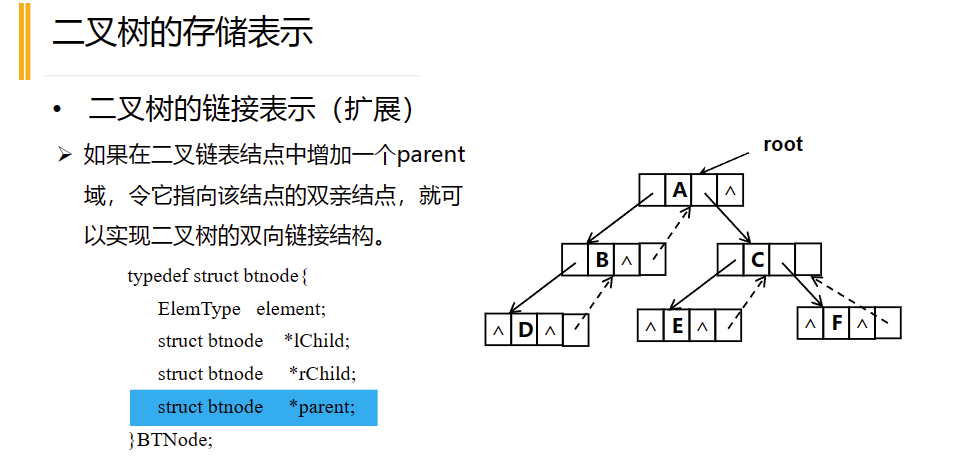 二叉树的存储表示
• 二叉树的链接表示（扩展）
➢ 如果在二叉链表结点中增加一个parent
域，令它指向该结点的双亲结点，就可
以实现二叉树的双向链接结构。
typedef struct btnode{
ElemType element;
struct btnode *lChild;
struct btnode *rChild;
struct btnode *parent;
}BTNode;
root
A ∧
B ∧
C
∧ D ∧
∧ E ∧
∧ F ∧